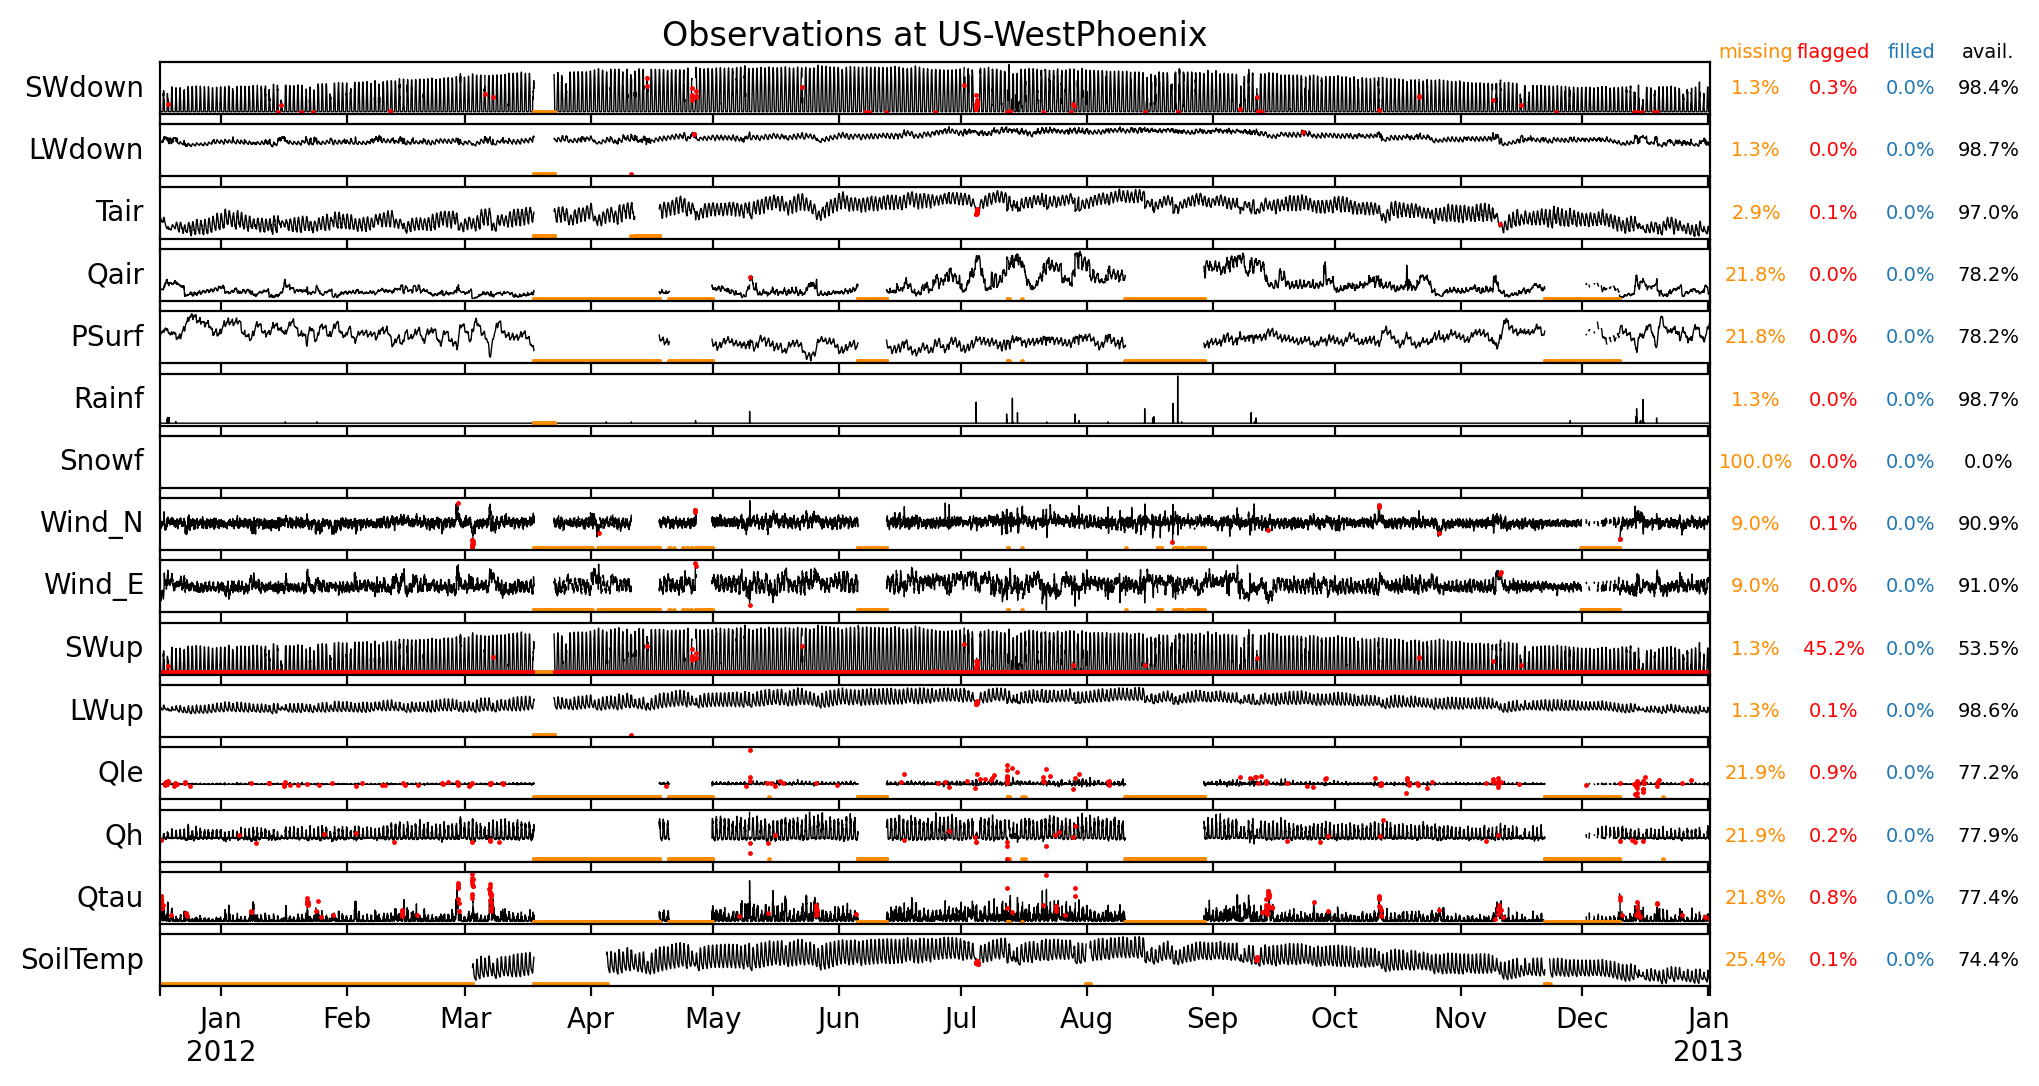 Observations at US-WestPhoenix
missing flagged filled avail.
SWdown 1.3% 0.3% 0.0% 98.4%
LWdown 1.3% 0.0% 0.0% 98.7%
Tair 2.9% 0.1% 0.0% 97.0%
Qair 21.8% 0.0% 0.0% 78.2%
PSurf 21.8% 0.0% 0.0% 78.2%
Rainf 1.3% 0.0% 0.0% 98.7%
Snowf 100.0% 0.0% 0.0% 0.0%
Wind_N 9.0% 0.1% 0.0% 90.9%
Wind_E 9.0% 0.0% 0.0% 91.0%
SWup 1.3% 45.2% 0.0% 53.5%
LWup 1.3% 0.1% 0.0% 98.6%
Qle 21.9% 0.9% 0.0% 77.2%
Qh 21.9% 0.2% 0.0% 77.9%
Qtau 21.8% 0.8% 0.0% 77.4%
SoilTemp 25.4% 0.1% 0.0% 74.4%
Jan Feb Mar Apr May Jun Jul Aug Sep Oct Nov Dec Jan
2012 2013